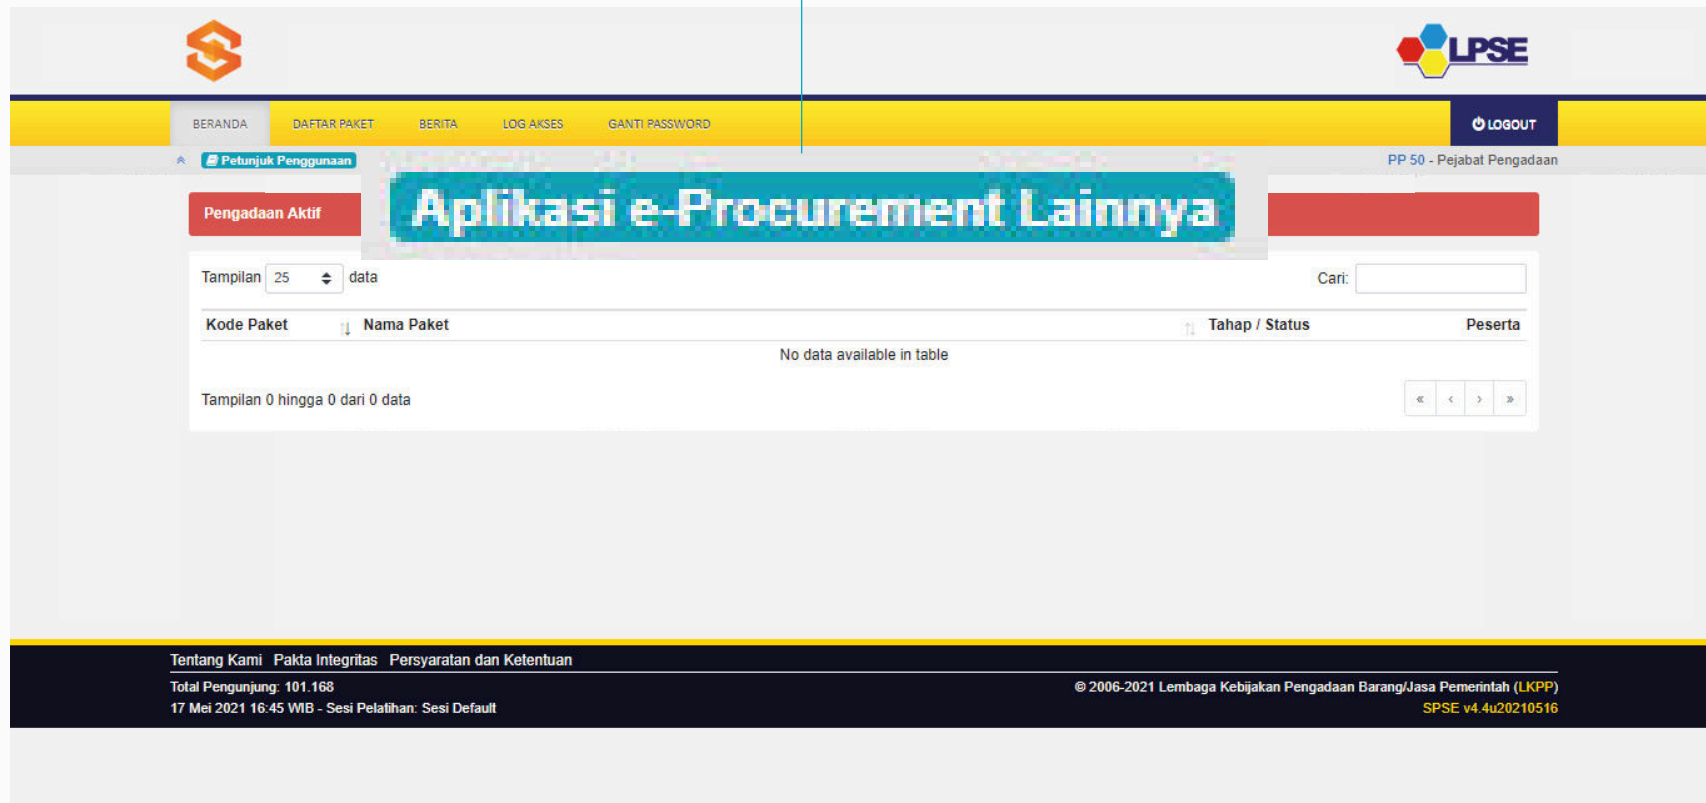 LPSE
BERANDA DAFTAR PAKET BERITA LOG AKSES GANTI PASSWORD LOGOUT
Petunjuk Penggunaan PP 50 - Pejabat Pengadaan
Pengadaan Aktif
Aplikasi e-Procurement Lainnya
Tampilan 25 data Cari:
Kode Paket Nama Paket Tahap / Status Peserta
No data available in table
Tampilan 0 hingga 0 dari 0 data « ‹ › »
Tentang Kami Pakta Integritas Persyaratan dan Ketentuan
Total Pengunjung: 101.168 © 2006-2021 Lembaga Kebijakan Pengadaan Barang/Jasa Pemerintah (LKPP)
17 Mei 2021 16:45 WIB - Sesi Pelatihan: Sesi Default SPSE v4.4u20210516